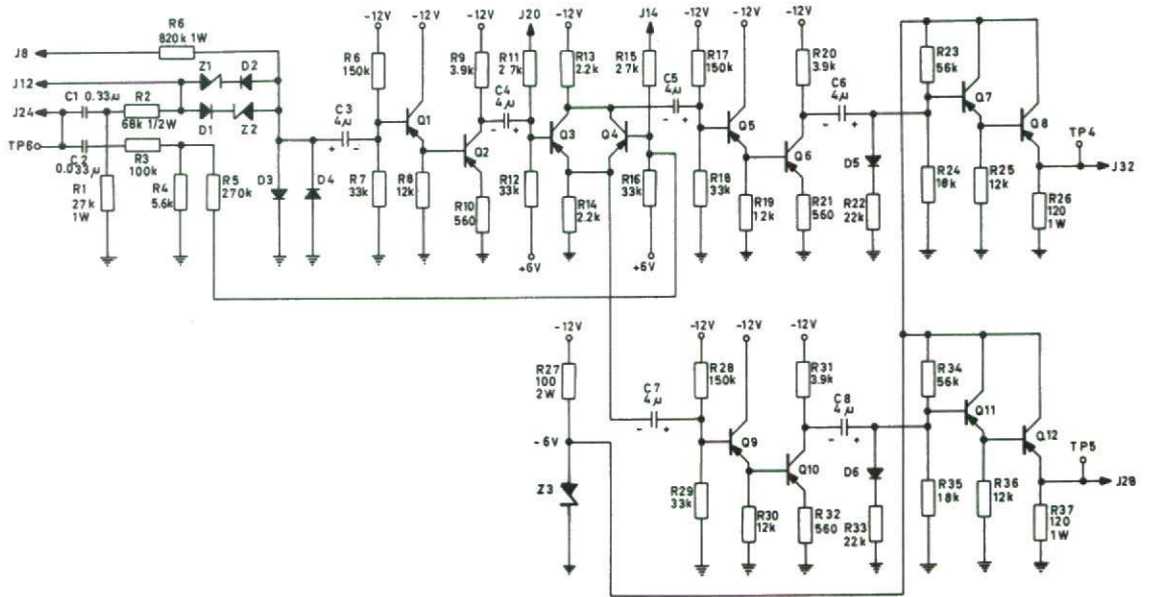 -12V
-12V
-12V
J20
-12V
J14
-12V
-12V
-12V
J8
R6
820k 1W
R6
150k
R9
3.9k
R11
2.7k
R13
2.2k
R15
2.7k
R17
150k
R20
3.9k
R23
56k
J12
Z1
D2
C3
4µ
C4
4µ
C5
4µ
C6
4µ
J24
C1 0.33µ
R2
68k 1/2W
D1
Z2
- +
- +
- +
+ -
Q1
Q2
Q3
Q4
Q5
Q6
Q7
Q8
TP6
C2
0.033µ
R3
100k
TP4
J32
R1
27k
1W
R4
5.6k
R5
270k
D3
D4
R7
33k
R8
12k
R10
560
R12
33k
R14
2.2k
R16
33k
R18
33k
R19
12k
R21
560
D5
R22
22k
R24
18k
R25
12k
R26
120
1W
+6V
+6V
-12V
-12V
-12V
-12V
R27
100
2W
R28
150k
R31
3.9k
R34
56k
C7
4µ
- +
C8
4µ
- +
Q9
Q10
Q11
Q12
-6V
Z3
D6
TP5
J28
R29
33k
R30
12k
R32
560
R33
22k
R35
18k
R36
12k
R37
120
1W